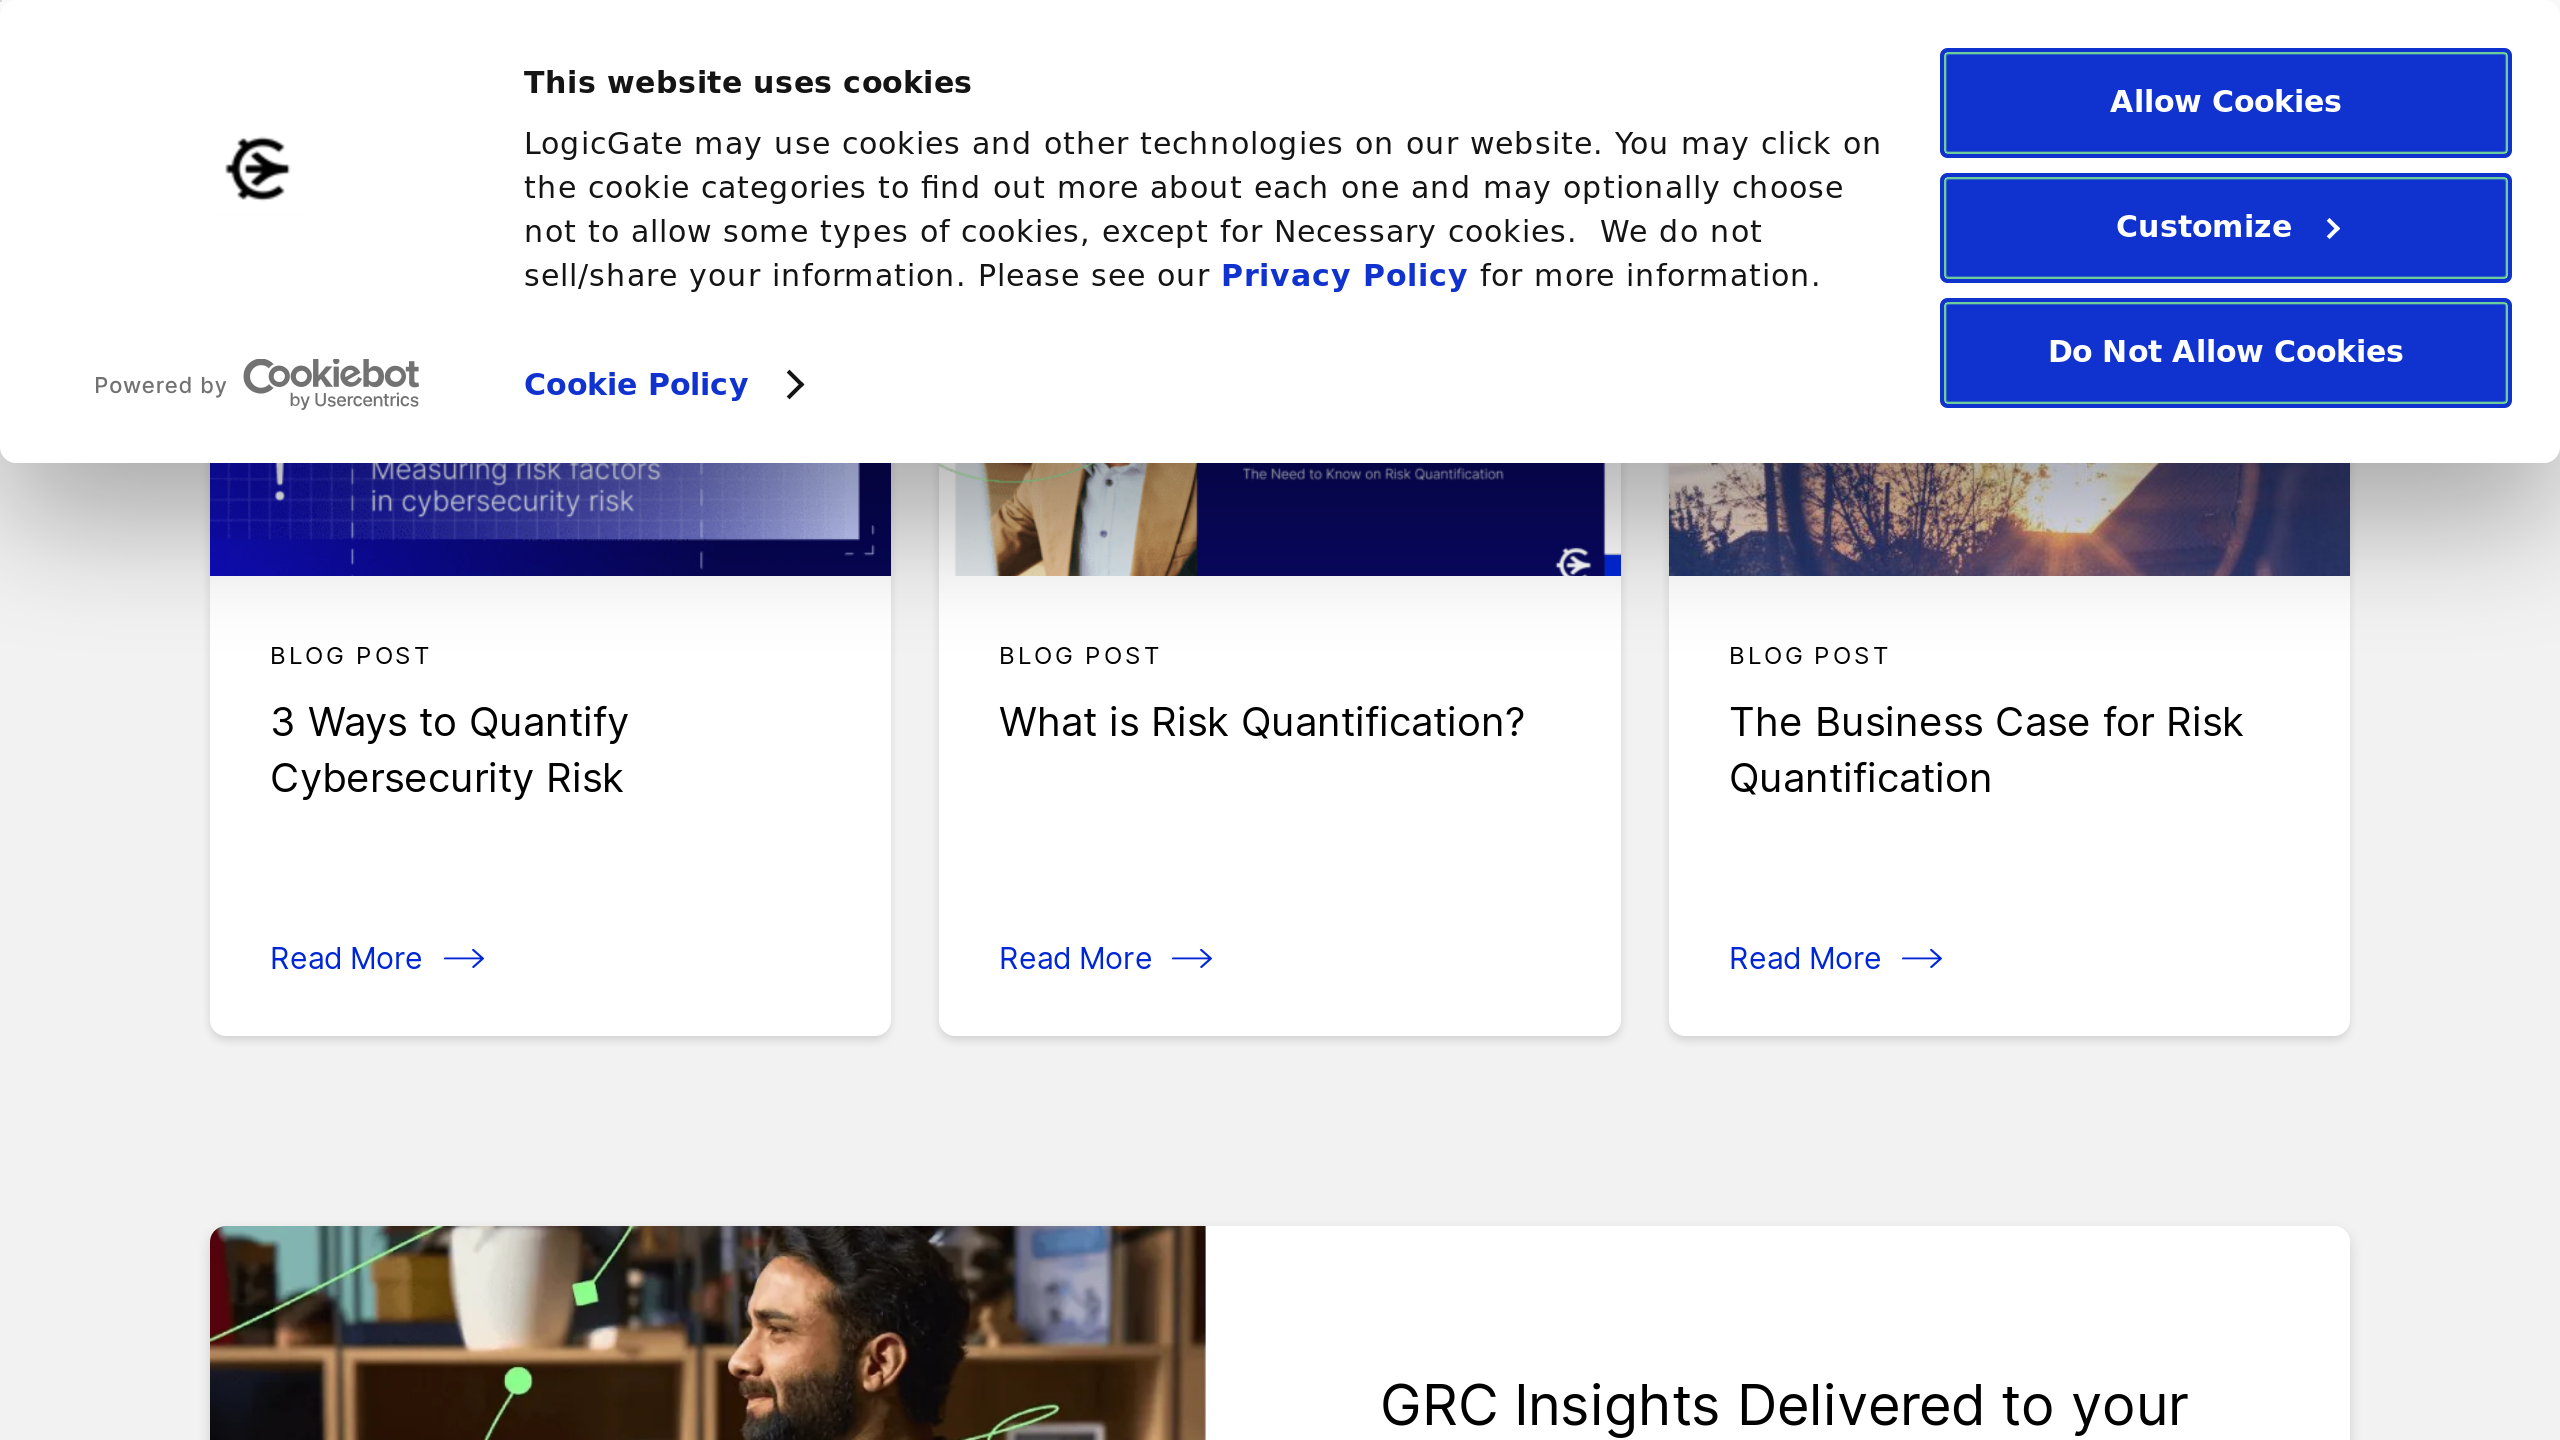 This website uses cookies
LogicGate may use cookies and other technologies on our website. You may click on
the cookie categories to find out more about each one and may optionally choose
not to allow some types of cookies, except for Necessary cookies.  We do not
sell/share your information. Please see our Privacy Policy for more information.
Powered by Cookiebot
by Usercentrics
Cookie Policy
Allow Cookies
Customize
Do Not Allow Cookies
Measuring risk factors
in cybersecurity risk
The Need to Know on Risk Quantification
BLOG POST
3 Ways to Quantify
Cybersecurity Risk
Read More
BLOG POST
What is Risk Quantification?
Read More
BLOG POST
The Business Case for Risk
Quantification
Read More
GRC Insights Delivered to your